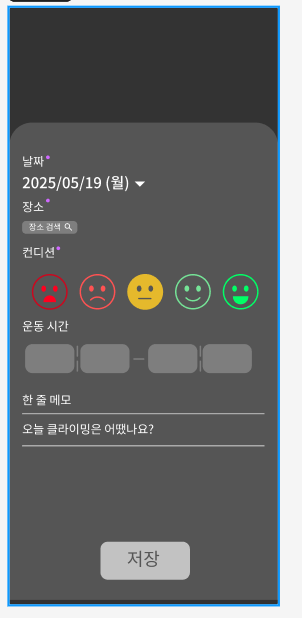 날짜
2025/05/19 (월)
장소
장소 검색
컨디션
운동 시간
한 줄 메모
오늘 클라이밍은 어땠나요?
저장